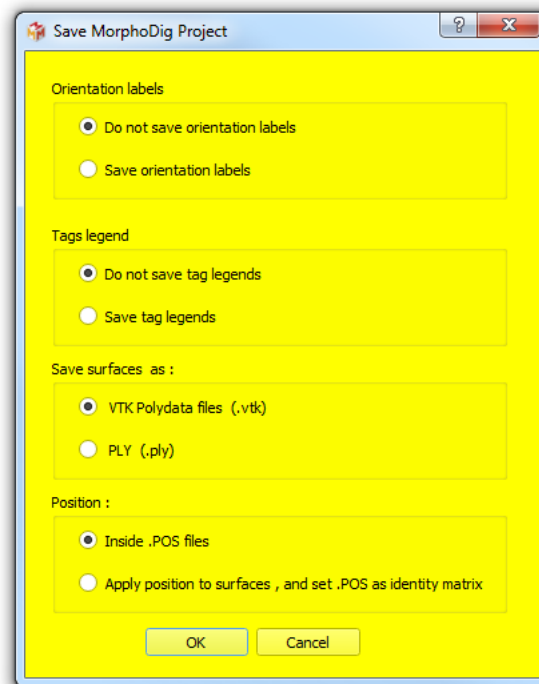 Save MorphoDig Project
Orientation labels
Do not save orientation labels
Save orientation labels
Tags legend
Do not save tag legends
Save tag legends
Save surfaces as :
VTK Polydata files (.vtk)
PLY (.ply)
Position :
Inside .POS files
Apply position to surfaces , and set .POS as identity matrix
OK Cancel